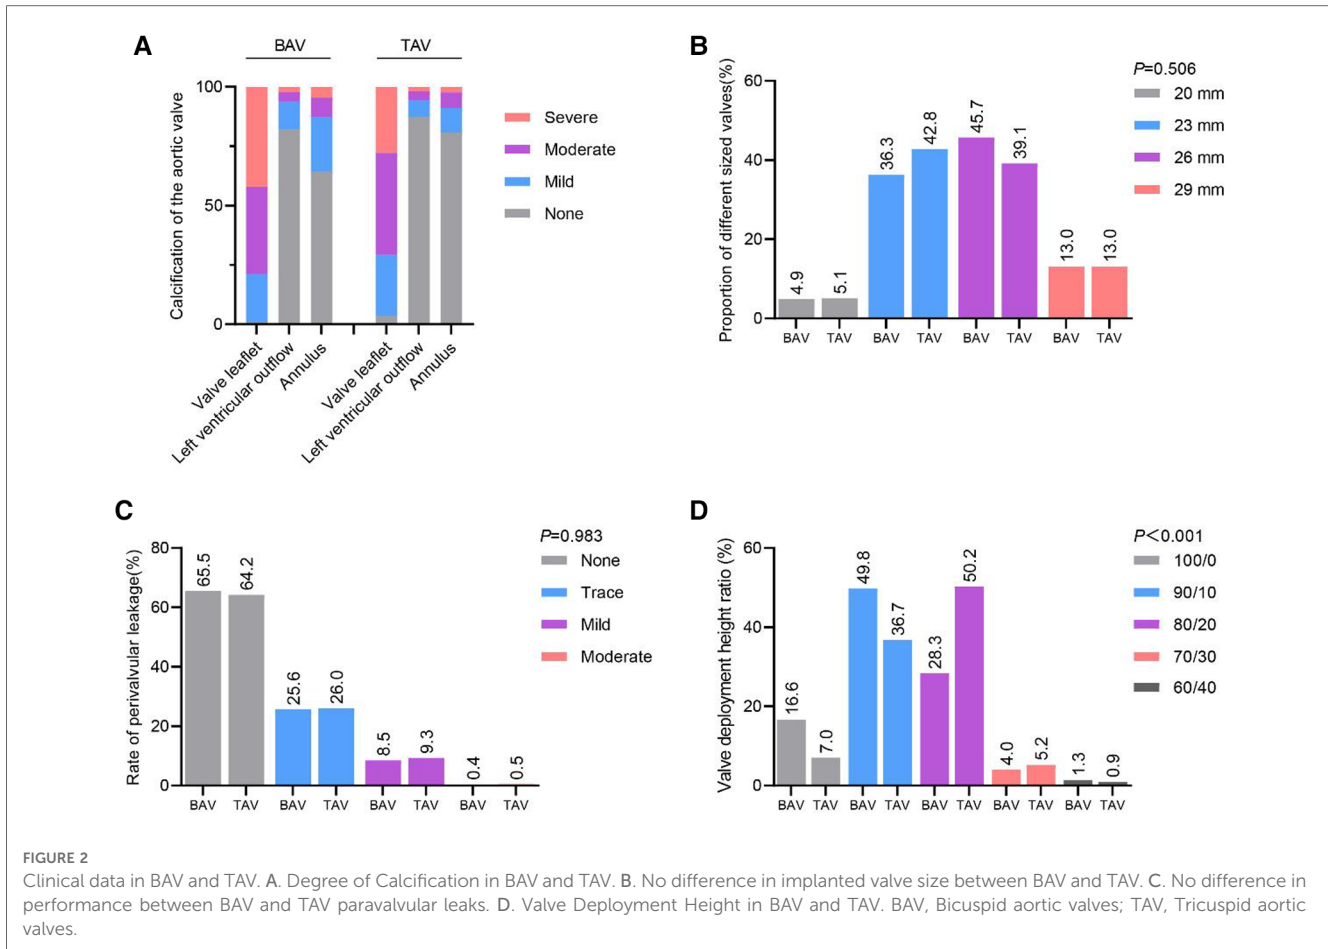 A
BAV
TAV
Calcification of the aortic valve
100
50
0
Valve leaflet
Left ventricular outflow
Annulus
Valve leaflet
Left ventricular outflow
Annulus
Severe
Moderate
Mild
None
B
Proportion of different sized valves(%)
60
40
20
0
4.9
5.1
36.3
42.8
45.7
39.1
13.0
13.0
BAV TAV BAV TAV BAV TAV BAV TAV
P=0.506
20 mm
23 mm
26 mm
29 mm
C
Rate of perivalvular leakage(%)
80
60
40
20
0
65.5
64.2
25.6
26.0
8.5
9.3
0.4
0.5
BAV TAV BAV TAV BAV TAV BAV TAV
P=0.983
None
Trace
Mild
Moderate
D
Valve deployment height ratio (%)
60
40
20
0
16.6
7.0
49.8
36.7
28.3
50.2
4.0
5.2
1.3
0.9
BAV TAV BAV TAV BAV TAV BAV TAV BAV TAV
P<0.001
100/0
90/10
80/20
70/30
60/40
FIGURE 2
Clinical data in BAV and TAV. A. Degree of Calcification in BAV and TAV. B. No difference in implanted valve size between BAV and TAV. C. No difference in
performance between BAV and TAV paravalvular leaks. D. Valve Deployment Height in BAV and TAV. BAV, Bicuspid aortic valves; TAV, Tricuspid aortic
valves.